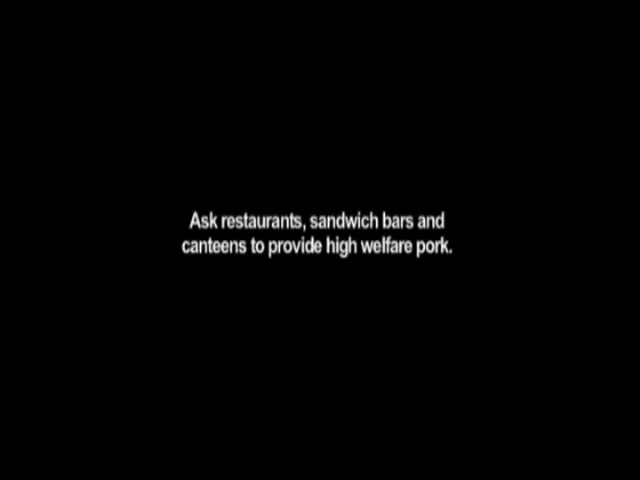 Ask restaurants, sandwich bars and
canteens to provide high welfare pork.